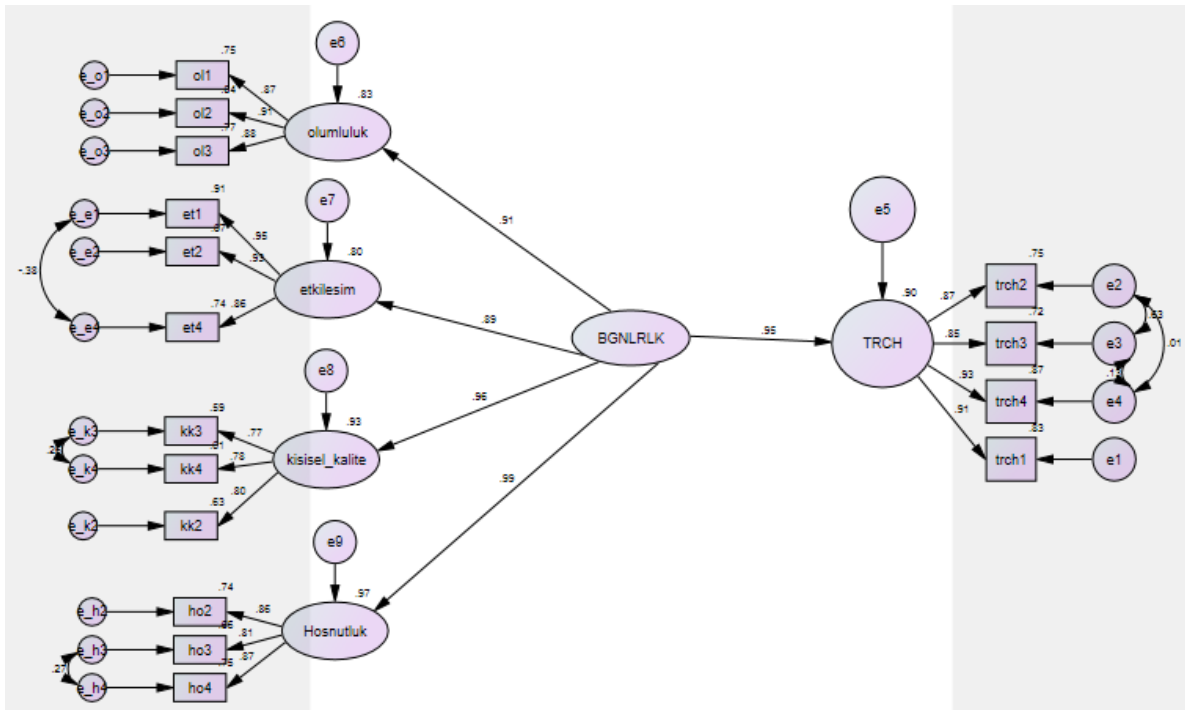 e6
.75
e_o1
ol1
.87
.83
e_o2
ol2
.91
.77
e_o3
ol3
.88
olumluluk
.91
e7
.91
e_e1
et1
.95
e_e2
et2
.93
.80
-.38
etkilesim
.74
.86
e_e4
et4
.89
e8
.59
e_k3
kk3
.77
.93
e_k4
kk4
.78
kisisel_kalite
.96
.80
.63
e_k2
kk2
e9
.74
e_h2
ho2
.86
.97
.66
e_h3
ho3
.81
Hosnutluk
.99
.27
.75
.87
e_h4
ho4
BGNLRLK
.95
e5
.90
TRCH
.75
.87
trch2
e2
.72
.85
trch3
e3
.01
.87
.93
trch4
e4
.83
.91
trch1
e1